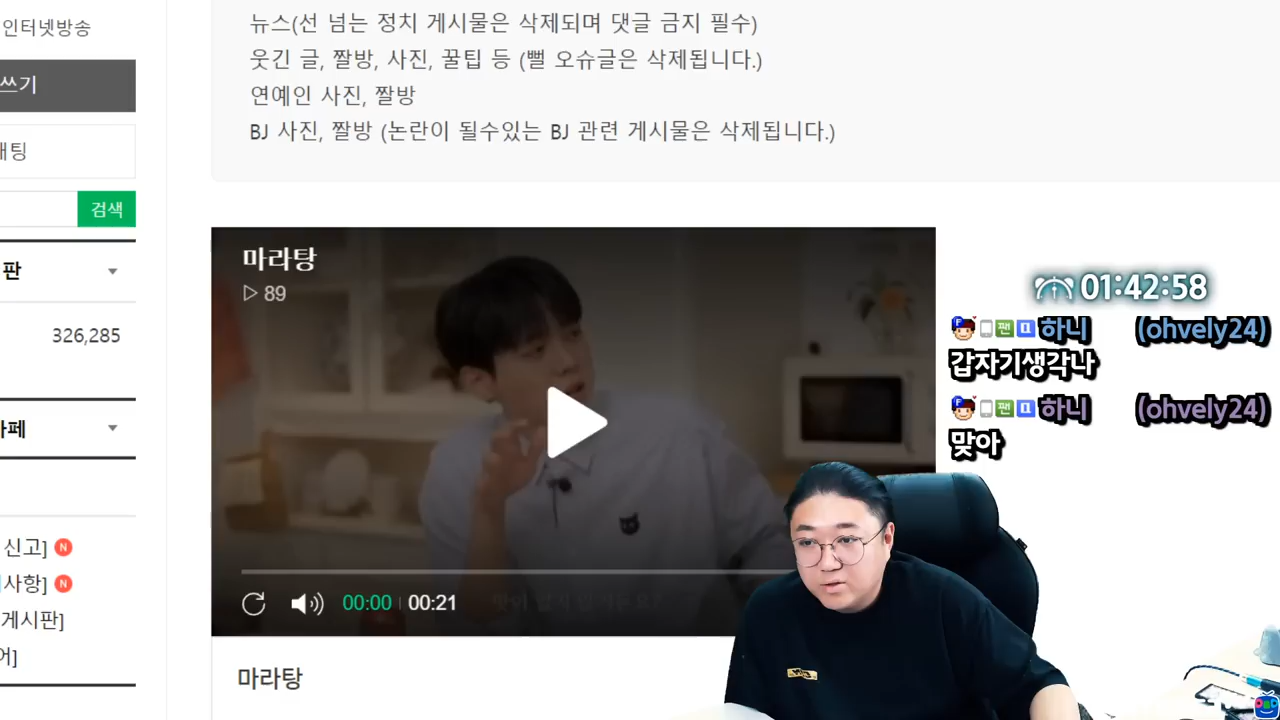 인터넷방송
쓰기
채팅
검색
판
326,285
카페
신고] N
사항] N
게시판]
어]
뉴스(선 넘는 정치 게시물은 삭제되며 댓글 금지 필수)
웃긴 글, 짤방, 사진, 꿀팁 등 (뻘 오슈글은 삭제됩니다.)
연예인 사진, 짤방
BJ 사진, 짤방 (논란이 될수있는 BJ 관련 게시물은 삭제됩니다.)
마라탕
89
00:00 00:21
마라탕
01:42:58
F 팬 하니 (ohvely24)
갑자기생각나
F 팬 하니 (ohvely24)
맞아